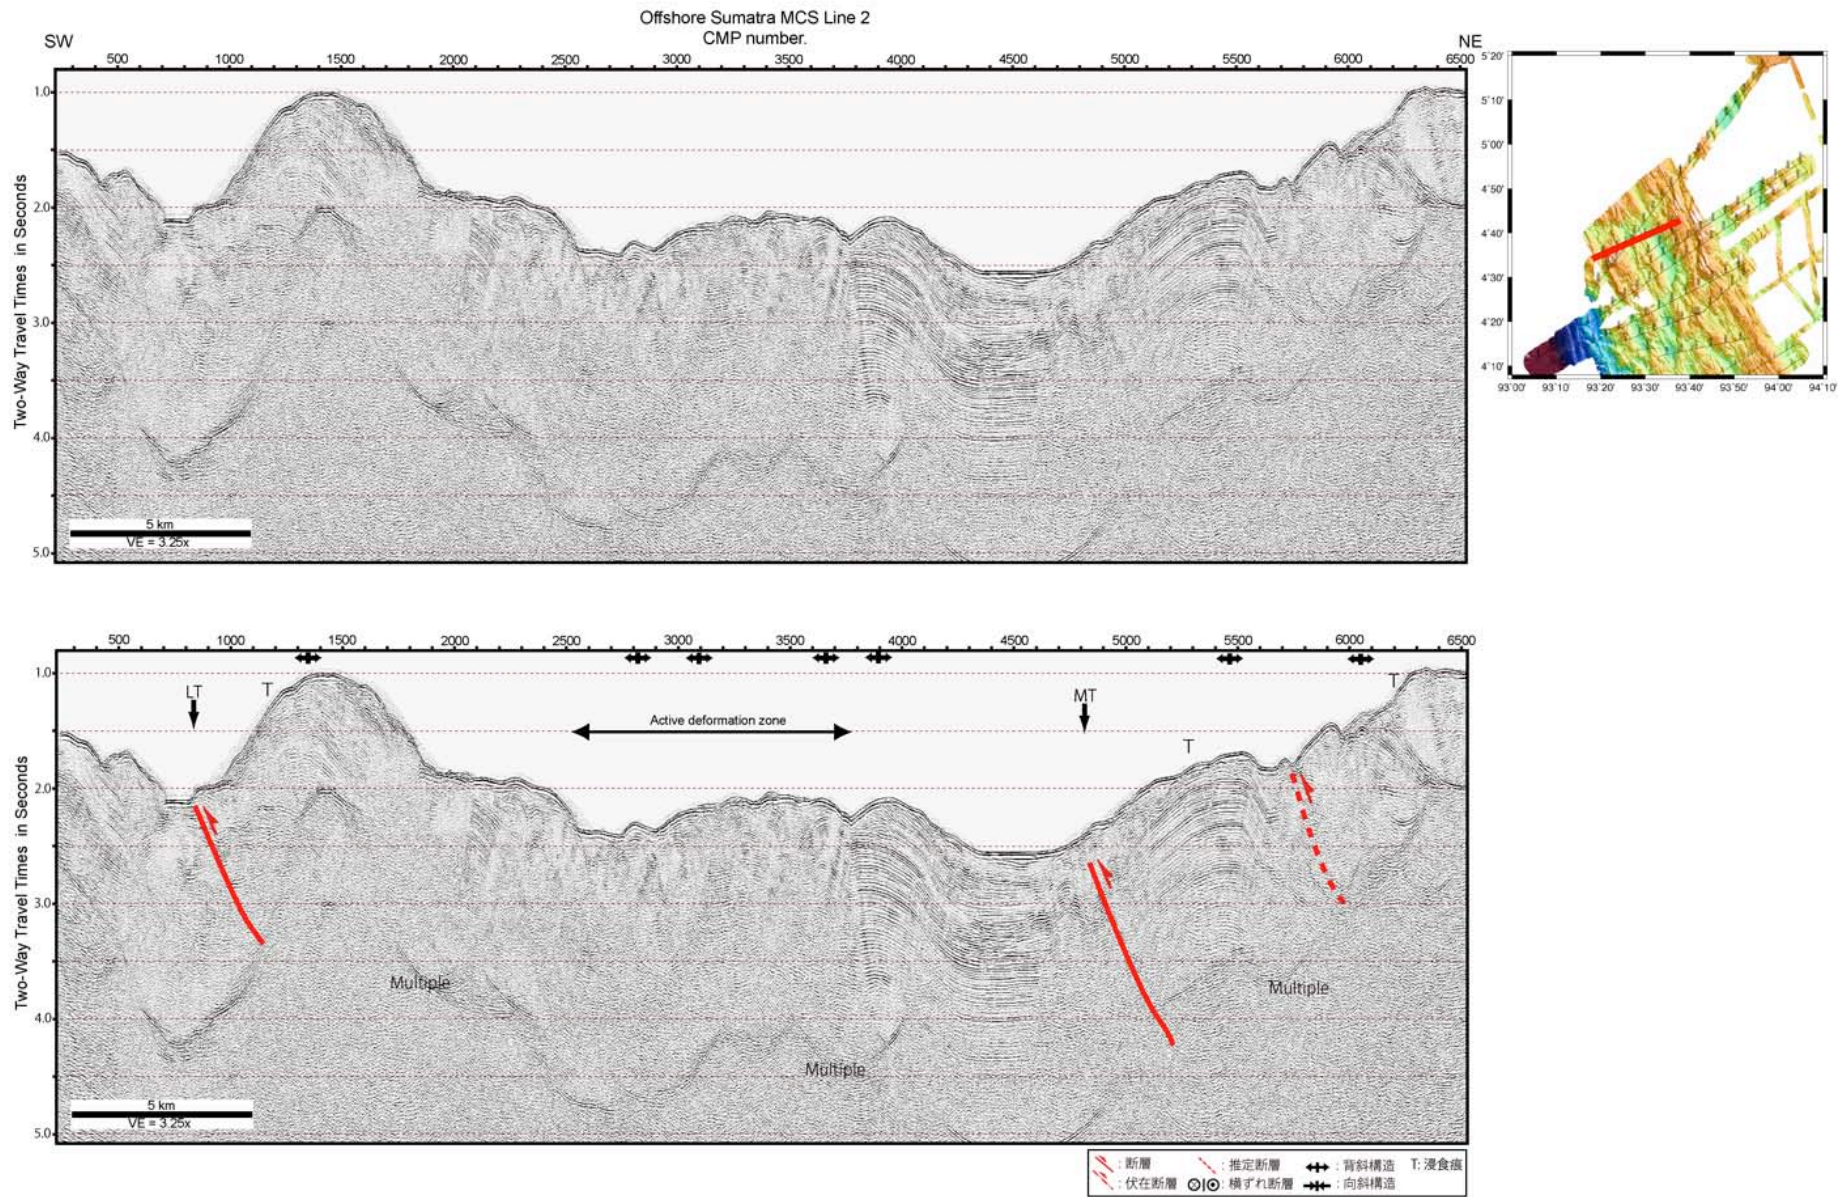 Offshore Sumatra MCS Line 2
CMP number.
SW
NE
500 1000 1500 2000 2500 3000 3500 4000 4500 5000 5500 6000 6500
Two-Way Travel Times in Seconds
1.0
2.0
3.0
4.0
5.0
5 km
VE = 3.25x
5°20'
5°10'
5°00'
4°50'
4°40'
4°30'
4°20'
4°10'
93°00' 93°10' 93°20' 93°30' 93°40' 93°50' 94°00' 94°10'
500 1000 1500 2000 2500 3000 3500 4000 4500 5000 5500 6000 6500
Two-Way Travel Times in Seconds
1.0
2.0
3.0
4.0
5.0
LT
T
Active deformation zone
MT
T
T
Multiple
Multiple
Multiple
5 km
VE = 3.25x
: 断層 : 推定断層 : 背斜構造 T: 浸食痕
: 伏在断層 : 横ずれ断層 : 向斜構造